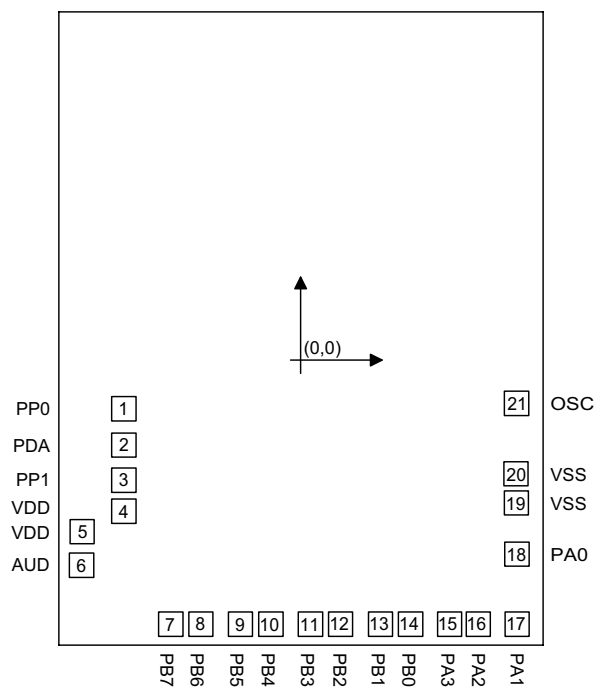 (0,0)
PP0 1
21 OSC
PDA 2
PP1 3
20 VSS
VDD 4
19 VSS
VDD 5
18 PA0
AUD 6
7 8 9 10 11 12 13 14 15 16 17
PB7 PB6 PB5 PB4 PB3 PB2 PB1 PB0 PA3 PA2 PA1